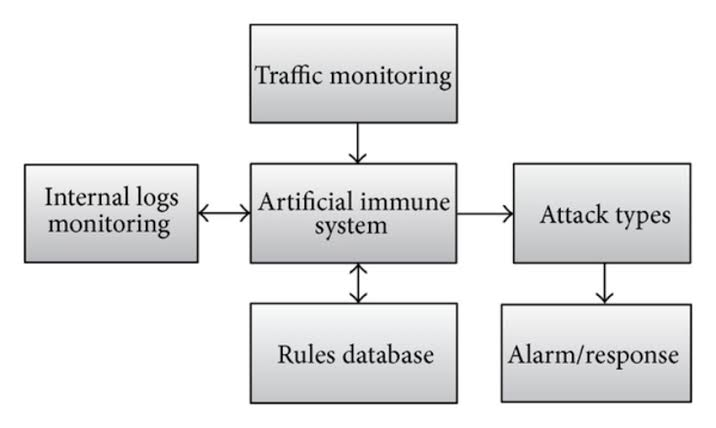 Traffic monitoring
Internal logs
monitoring
Artificial immune
system
Attack types
Rules database
Alarm/response